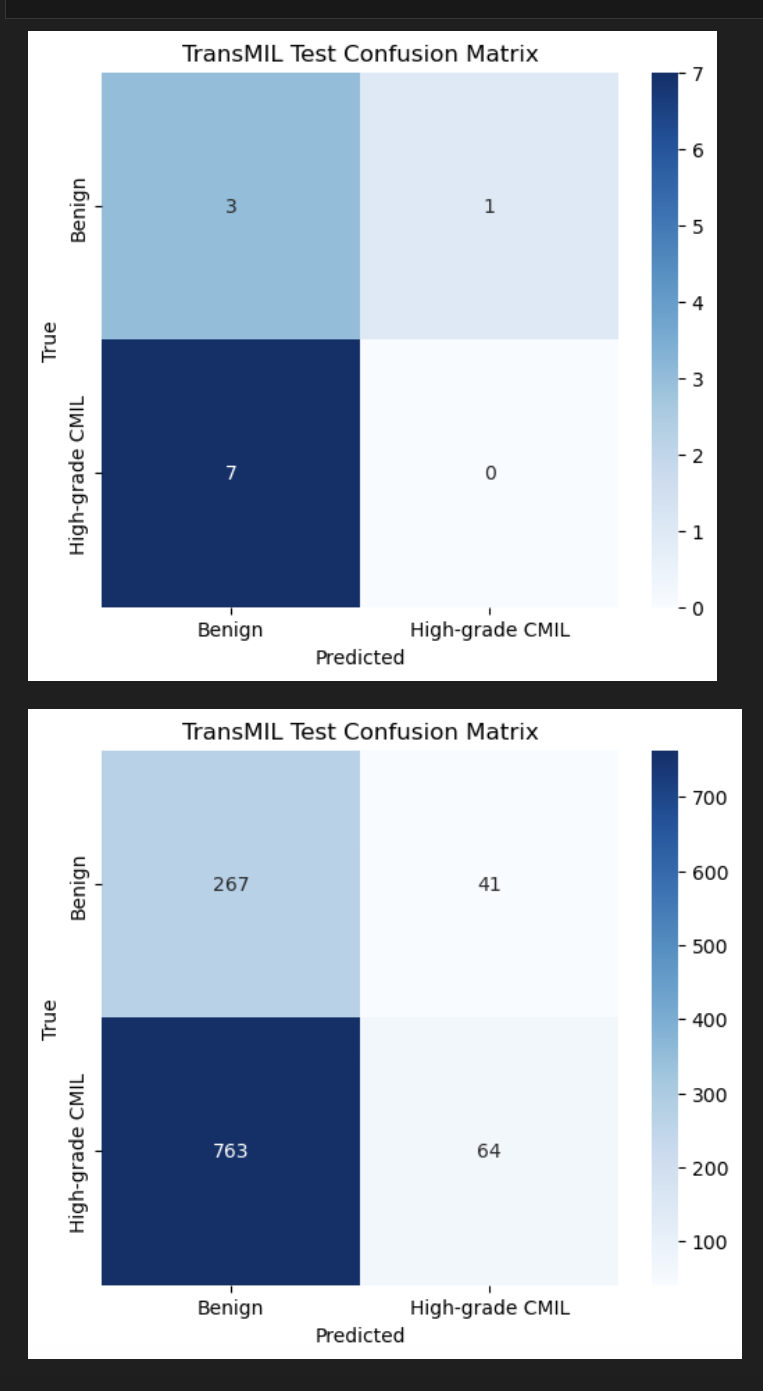 TransMIL Test Confusion Matrix
7
6
5
4
3
2
1
0
Benign
3
1
True
High-grade CMIL
7
0
Benign
High-grade CMIL
Predicted
TransMIL Test Confusion Matrix
700
600
500
400
300
200
100
Benign
267
41
True
High-grade CMIL
763
64
Benign
High-grade CMIL
Predicted